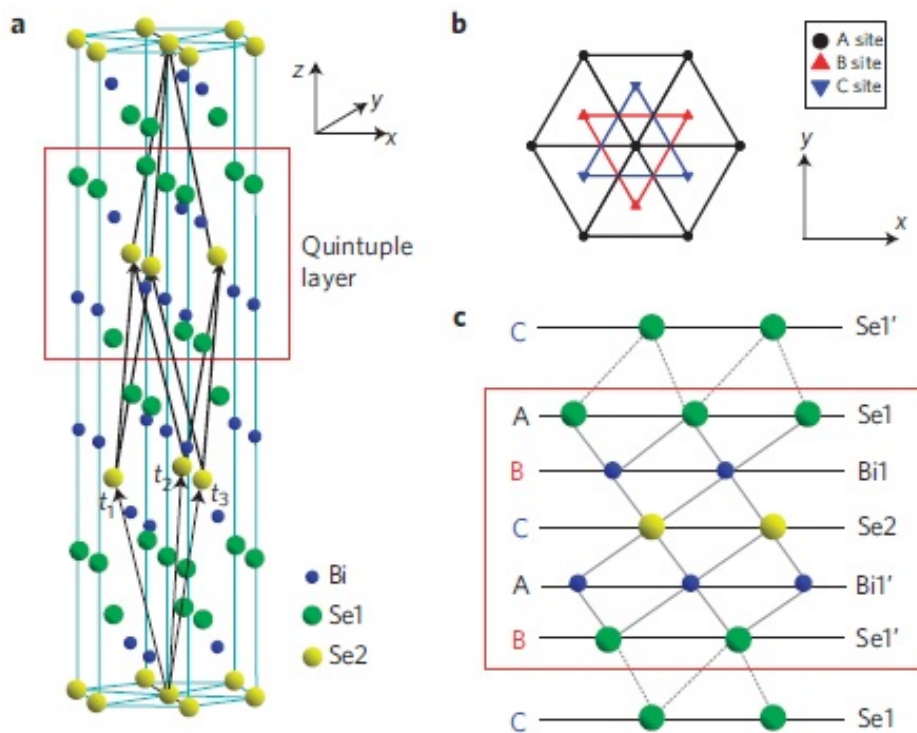 a
z
y
x
Quintuple
layer
t1
t2
t3
Bi
Se1
Se2
b
A site
B site
C site
y
x
c
C Se1'
A Se1
B Bi1
C Se2
A Bi1'
B Se1'
C Se1